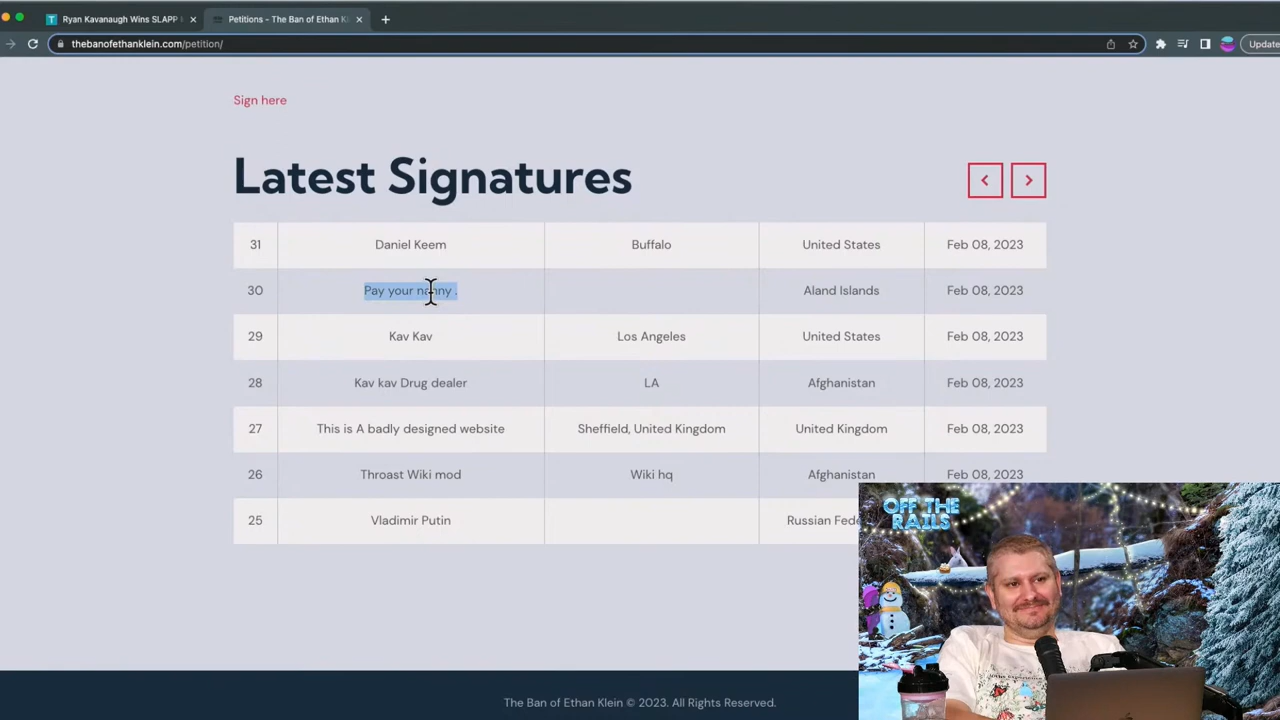 Ryan Kavanaugh Wins SLAPP
Petitions - The Ban of Ethan Kl
thebanofethanklein.com/petition/
Update
Sign here
Latest Signatures
31 Daniel Keem Buffalo United States Feb 08, 2023
30 Pay your nanny . Aland Islands Feb 08, 2023
29 Kav Kav Los Angeles United States Feb 08, 2023
28 Kav kav Drug dealer LA Afghanistan Feb 08, 2023
27 This is A badly designed website Sheffield, United Kingdom United Kingdom Feb 08, 2023
26 Throast Wiki mod Wiki hq Afghanistan Feb 08, 2023
25 Vladimir Putin Russian Fede
OFF THE
RAILS
The Ban of Ethan Klein © 2023. All Rights Reserved.